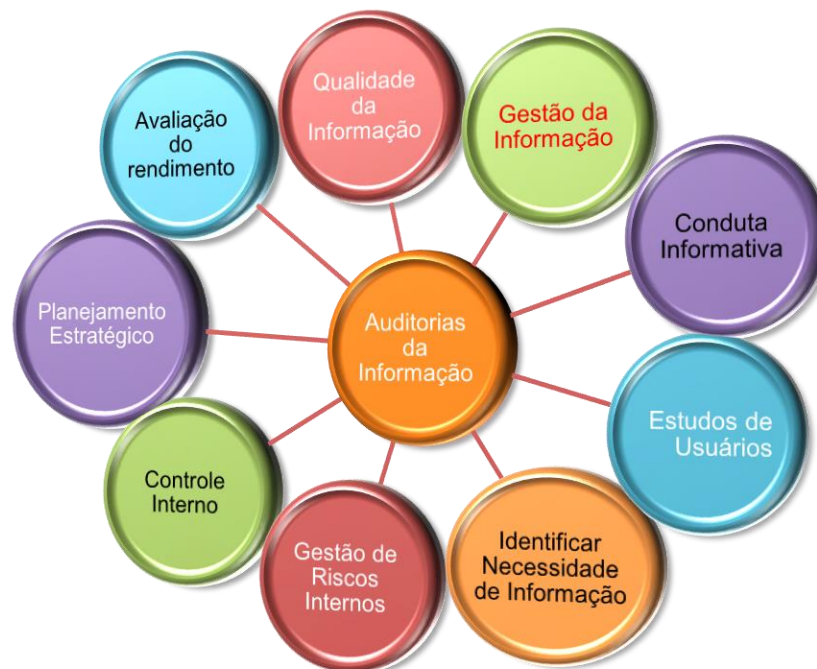 Qualidade
da
Informação
Gestão da
Informação
Avaliação
do
rendimento
Conduta
Informativa
Planejamento
Estratégico
Auditorias
da
Informação
Estudos de
Usuários
Controle
Interno
Gestão de
Riscos
Internos
Identificar
Necessidade
de Informação